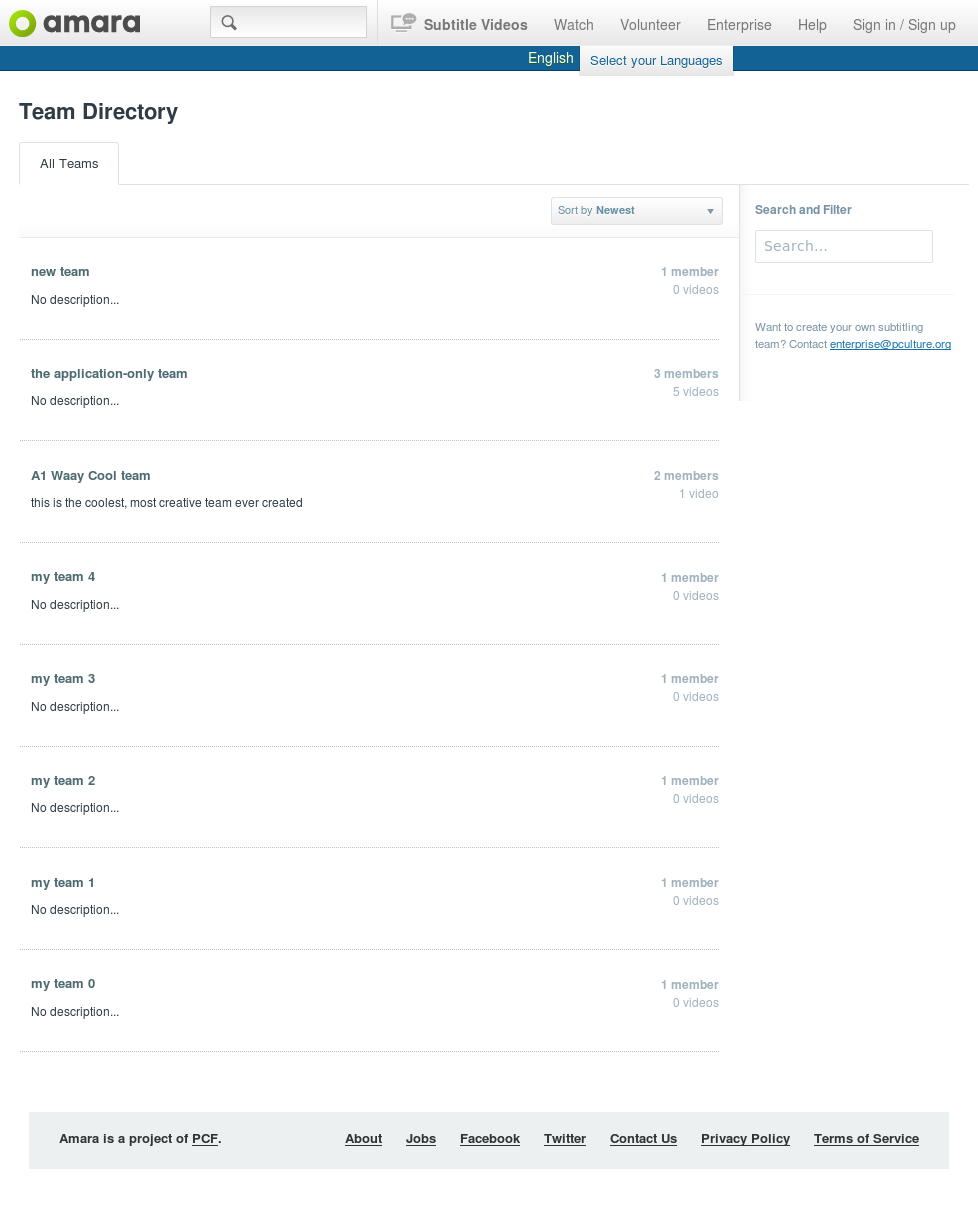 amara
Subtitle Videos Watch Volunteer Enterprise Help Sign in / Sign up
English Select your Languages
Team Directory
All Teams
Sort by Newest
Search and Filter
Search...
Want to create your own subtitling
team? Contact enterprise@pculture.org
new team 1 member
No description... 0 videos
the application-only team 3 members
No description... 5 videos
A1 Waay Cool team 2 members
this is the coolest, most creative team ever created 1 video
my team 4 1 member
No description... 0 videos
my team 3 1 member
No description... 0 videos
my team 2 1 member
No description... 0 videos
my team 1 1 member
No description... 0 videos
my team 0 1 member
No description... 0 videos
Amara is a project of PCF. About Jobs Facebook Twitter Contact Us Privacy Policy Terms of Service